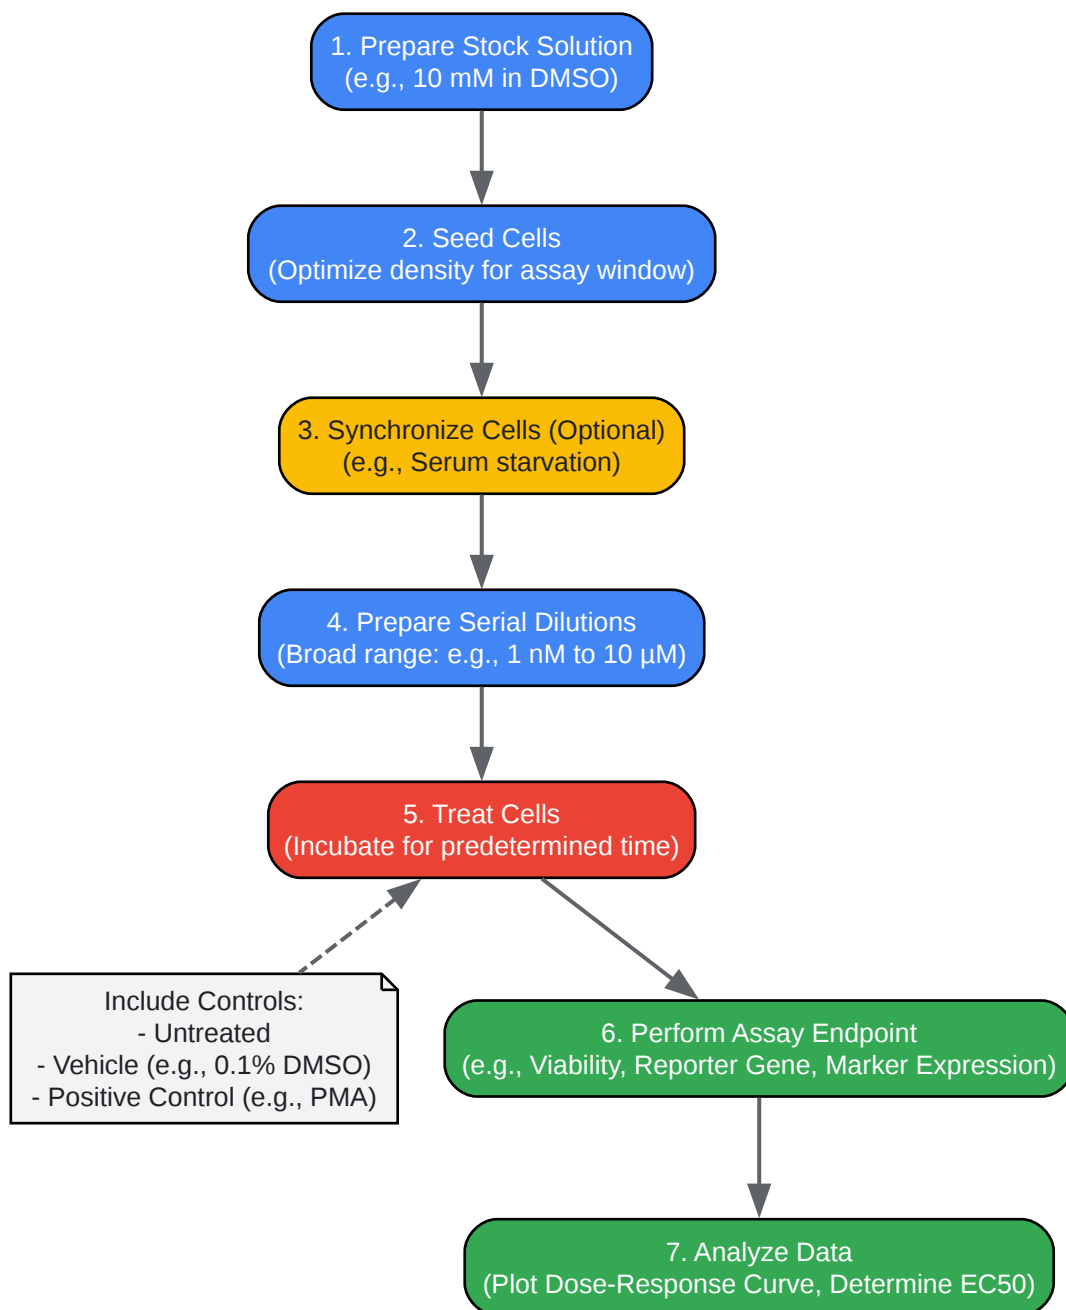 1. Prepare Stock Solution
(e.g., 10 mM in DMSO)
2. Seed Cells
(Optimize density for assay window)
3. Synchronize Cells (Optional)
(e.g., Serum starvation)
4. Prepare Serial Dilutions
(Broad range: e.g., 1 nM to 10 µM)
5. Treat Cells
(Incubate for predetermined time)
Include Controls:
- Untreated
- Vehicle (e.g., 0.1% DMSO)
- Positive Control (e.g., PMA)
6. Perform Assay Endpoint
(e.g., Viability, Reporter Gene, Marker Expression)
7. Analyze Data
(Plot Dose-Response Curve, Determine EC50)